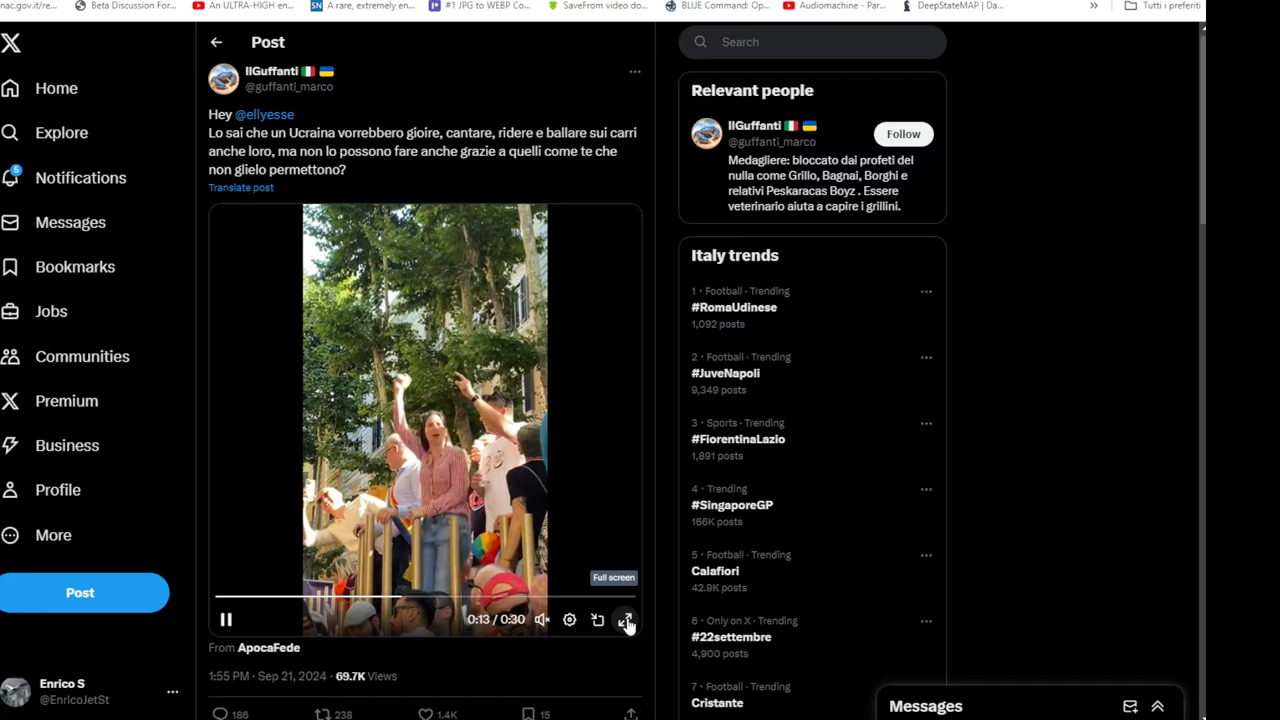 nac.gov.it/re...
Beta Discussion For...
An ULTRA-HIGH en...
A rare, extremely en...
#1 JPG to WEBP Co...
SaveFrom video do...
BLUE Command: Op...
Audiomachine - Par...
DeepStateMAP | Da...
Tutti i preferiti
Home
Explore
5
Notifications
Messages
Bookmarks
Jobs
Communities
Premium
Business
Profile
More
Post
Enrico S
@EnricoJetSt
Post
IlGuffanti
@guffanti_marco
Hey @ellyesse
Lo sai che un Ucraina vorrebbero gioire, cantare, ridere e ballare sui carri
anche loro, ma non lo possono fare anche grazie a quelli come te che
non glielo permettono?
Translate post
Full screen
0:13 / 0:30
From ApocaFede
1:55 PM · Sep 21, 2024 · 69.7K Views
186
238
1.4K
15
Search
Relevant people
IlGuffanti
@guffanti_marco
Follow
Medagliere: bloccato dai profeti del
nulla come Grillo, Bagnai, Borghi e
relativi Peskaracas Boyz . Essere
veterinario aiuta a capire i grillini.
Italy trends
1 · Football · Trending
#RomaUdinese
1,092 posts
2 · Football · Trending
#JuveNapoli
9,349 posts
3 · Sports · Trending
#FiorentinaLazio
1,891 posts
4 · Trending
#SingaporeGP
166K posts
5 · Football · Trending
Calafiori
42.9K posts
6 · Only on X · Trending
#22settembre
4,900 posts
7 · Football · Trending
Cristante
Messages